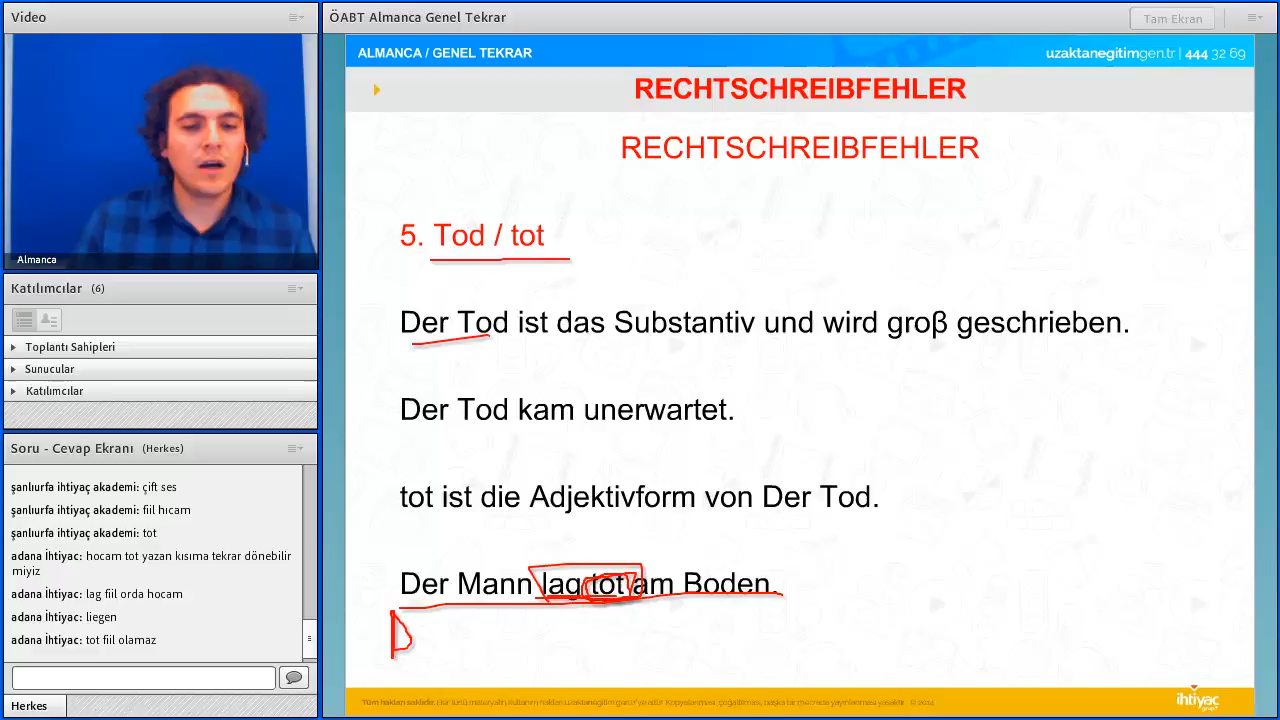 Video
Almanca
Katılımcılar (6)
Toplantı Sahipleri
Sunucular
Katılımcılar
Soru - Cevap Ekranı (Herkes)
şanlıurfa ihtiyaç akademi: çift ses
şanlıurfa ihtiyaç akademi: fiil hıcam
şanlıurfa ihtiyaç akademi: tot
adana İhtiyac: hocam tot yazan kısıma tekrar dönebilir
miyiz
adana İhtiyaç: lag fiil orda hocam
adana İhtiyaç: liegen
adana İhtiyaç: tot fiil olamaz
Herkes
ÖABT Almanca Genel Tekrar
Tam Ekran
ALMANCA / GENEL TEKRAR
uzaktanegitimgen.tr | 444 32 69
RECHTSCHREIBFEHLER
RECHTSCHREIBFEHLER
5. Tod / tot
Der Tod ist das Substantiv und wird groβ geschrieben.
Der Tod kam unerwartet.
tot ist die Adjektivform von Der Tod.
Der Mann lag tot am Boden.
D
Tüm hakları saklıdır.
© 2014
ihtiyaç